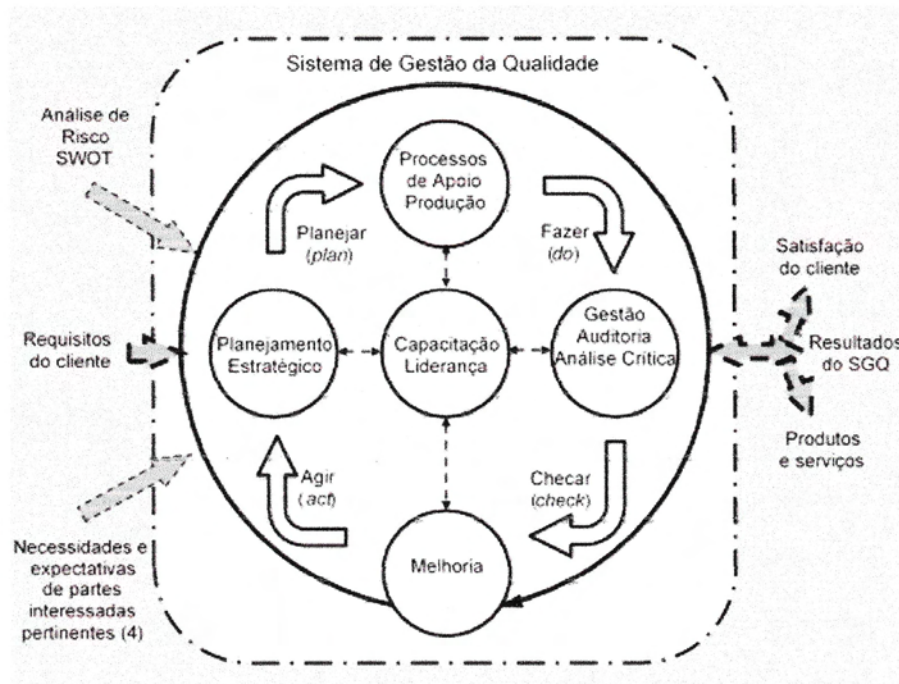 Sistema de Gestão da Qualidade
Análise de
Risco
SWOT
Processos
de Apoio
Produção
Planejar
(plan)
Fazer
(do)
Satisfação
do cliente
Requisitos
do cliente
Planejamento
Estratégico
Capacitação
Liderança
Gestão
Auditoria
Análise Crítica
Resultados
do SGQ
Produtos
e serviços
Agir
(act)
Checar
(check)
Melhoria
Necessidades e
expectativas
de partes
interessadas
pertinentes (4)